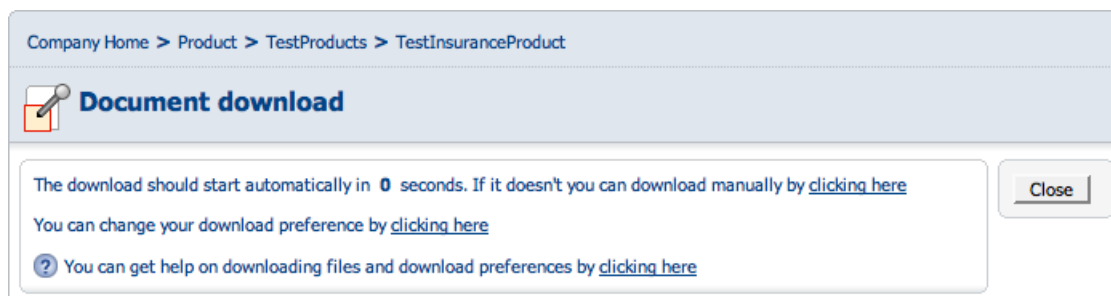 Company Home > Product > TestProducts > TestInsuranceProduct
Document download
The download should start automatically in 0 seconds. If it doesn't you can download manually by clicking here
Close
You can change your download preference by clicking here
? You can get help on downloading files and download preferences by clicking here